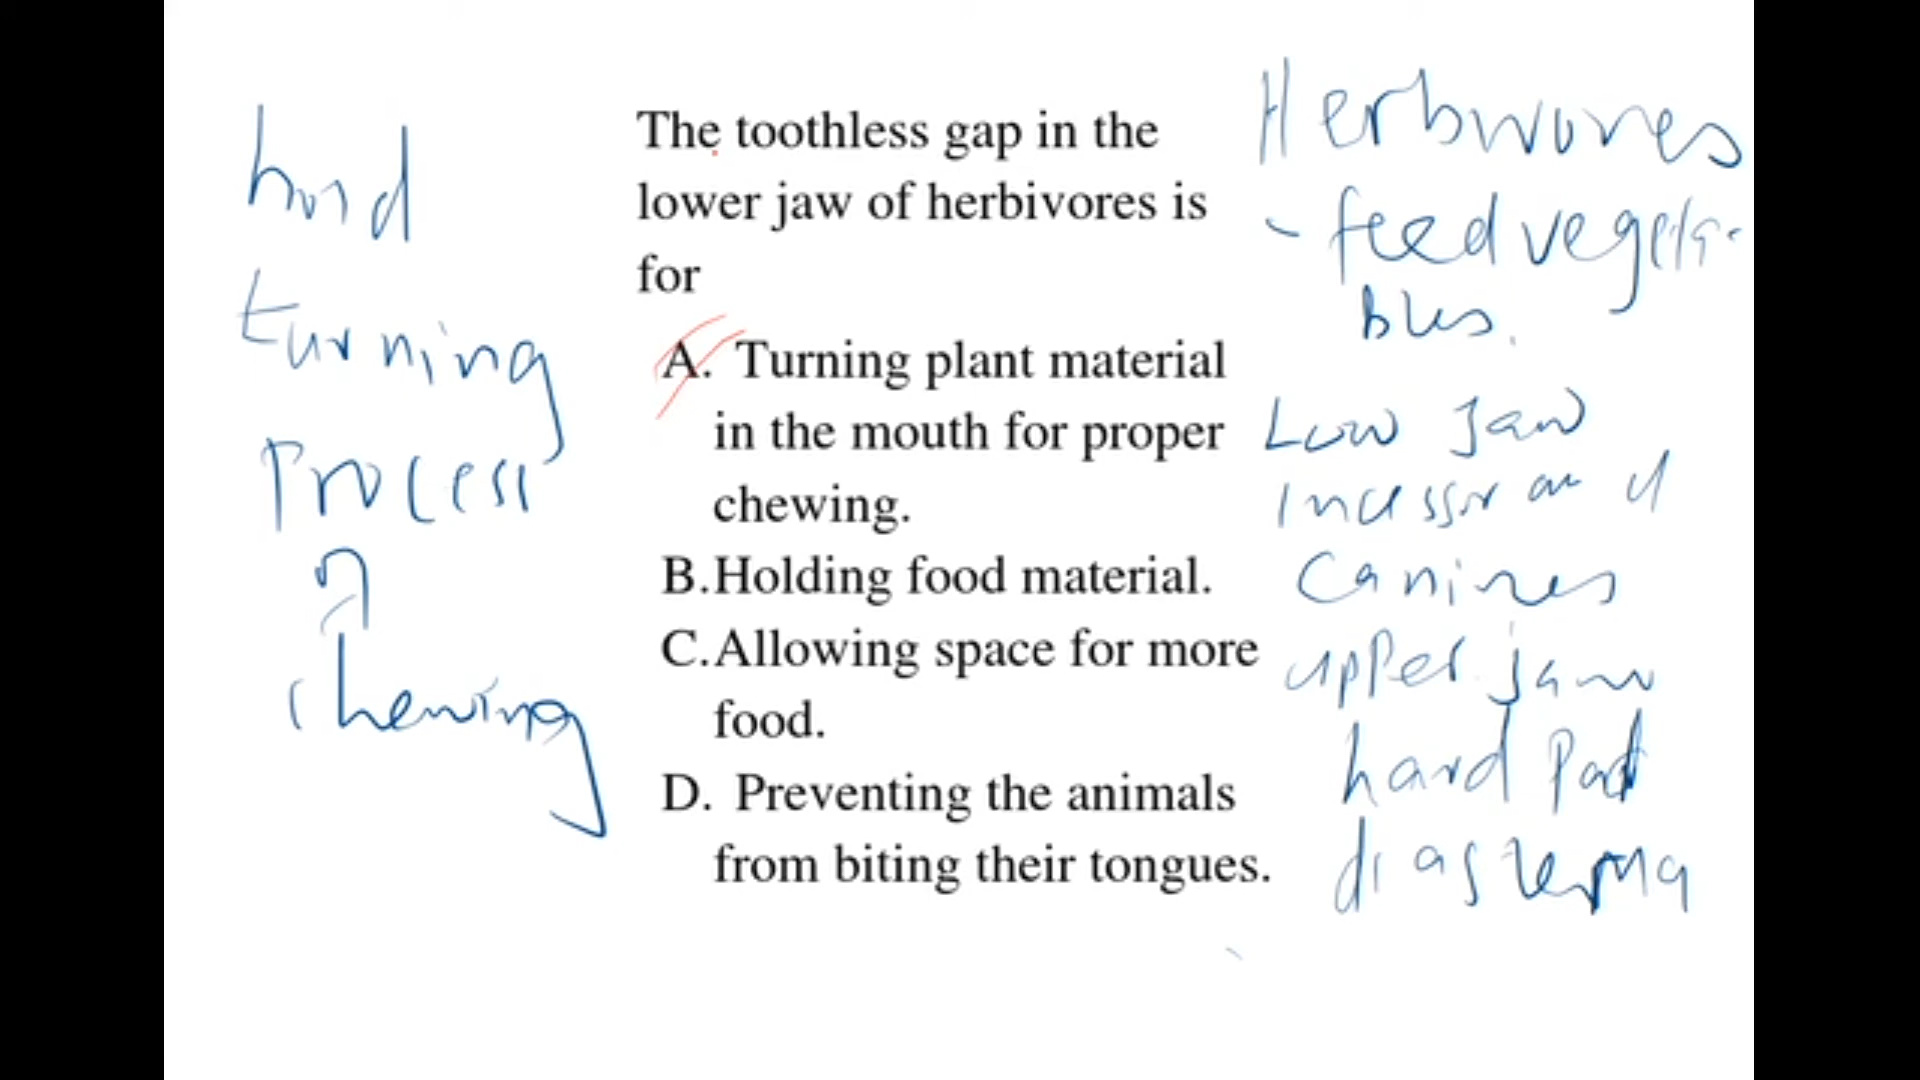 The toothless gap in the
lower jaw of herbivores is
for
A. Turning plant material
in the mouth for proper
chewing.
B.Holding food material.
C.Allowing space for more
food.
D. Preventing the animals
from biting their tongues.
turning
Process
of
chewing
Herbivores
- feed vegeta-
bles.
Low Jaw
Canines
upper jaw
hard Pad
diastema